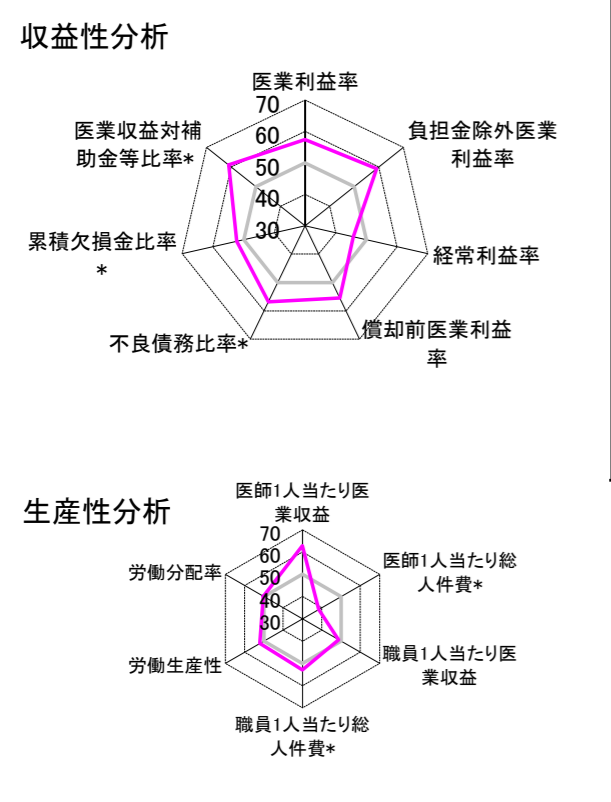 収益性分析
医業利益率
70
60
50
40
30
負担金除外医業
利益率
経常利益率
償却前医業利益
率
不良債務比率*
累積欠損金比率
*
医業収益対補
助金等比率*
生産性分析
医師1人当たり医
業収益
70
60
50
40
30
医師1人当たり総
人件費*
職員1人当たり医
業収益
職員1人当たり総
人件費*
労働生産性
労働分配率